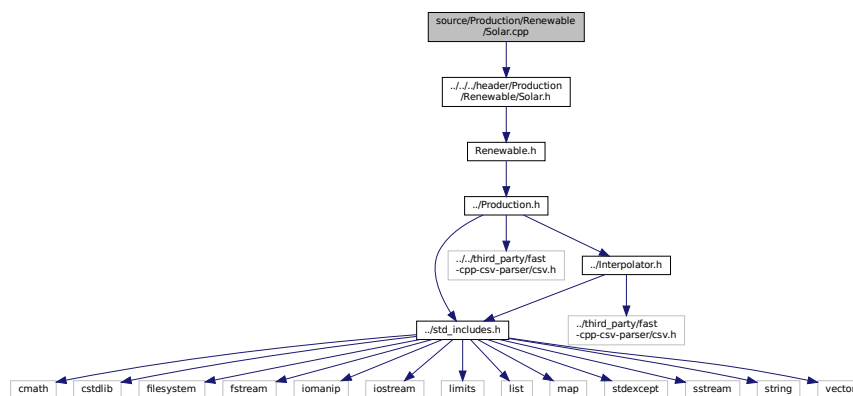 source/Production/Renewable
/Solar.cpp
../../../header/Production
/Renewable/Solar.h
Renewable.h
../Production.h
../../third_party/fast
-cpp-csv-parser/csv.h
../Interpolator.h
../std_includes.h
../third_party/fast
-cpp-csv-parser/csv.h
cmath
cstdlib
filesystem
fstream
iomanip
iostream
limits
list
map
stdexcept
sstream
string
vector